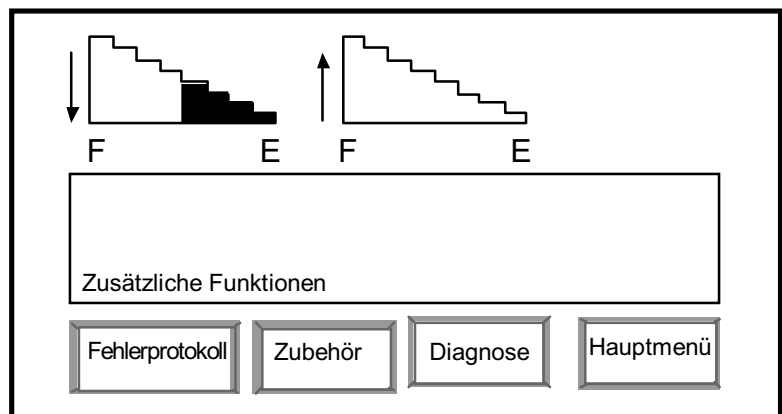 F E F E
Zusätzliche Funktionen
Fehlerprotokoll Zubehör Diagnose Hauptmenü